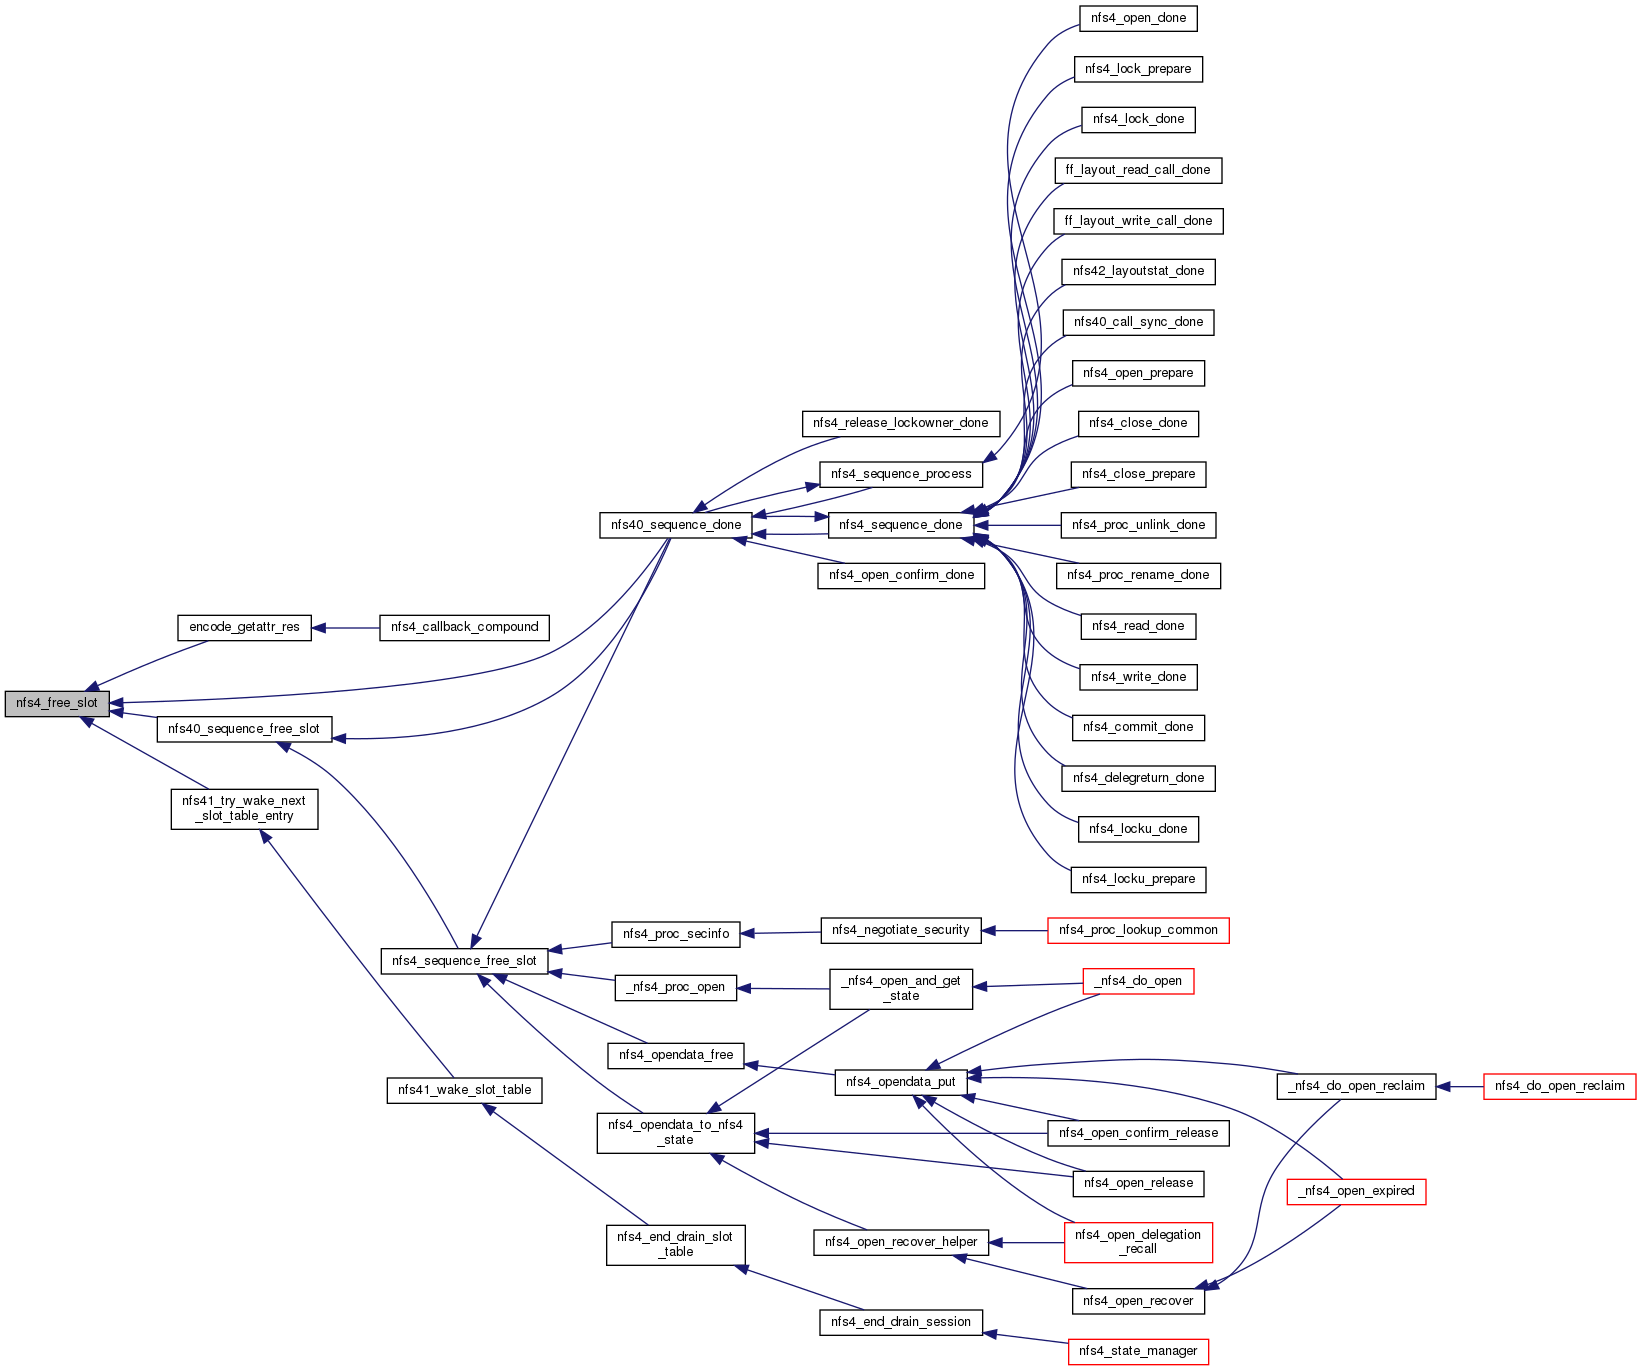 nfs4_open_done
nfs4_lock_prepare
nfs4_lock_done
ff_layout_read_call_done
ff_layout_write_call_done
nfs42_layoutstat_done
nfs40_call_sync_done
nfs4_open_prepare
nfs4_release_lockowner_done
nfs4_close_done
nfs4_sequence_process
nfs4_close_prepare
nfs40_sequence_done
nfs4_sequence_done
nfs4_proc_unlink_done
nfs4_open_confirm_done
nfs4_proc_rename_done
encode_getattr_res
nfs4_callback_compound
nfs4_read_done
nfs4_write_done
nfs4_free_slot
nfs40_sequence_free_slot
nfs4_commit_done
nfs4_delegreturn_done
nfs41_try_wake_next
_slot_table_entry
nfs4_locku_done
nfs4_locku_prepare
nfs4_proc_secinfo
nfs4_negotiate_security
nfs4_proc_lookup_common
nfs4_sequence_free_slot
_nfs4_proc_open
_nfs4_open_and_get
_state
_nfs4_do_open
nfs4_opendata_free
nfs4_opendata_put
_nfs4_do_open_reclaim
nfs4_do_open_reclaim
nfs41_wake_slot_table
nfs4_opendata_to_nfs4
_state
nfs4_open_confirm_release
nfs4_open_release
_nfs4_open_expired
nfs4_end_drain_slot
_table
nfs4_open_recover_helper
nfs4_open_delegation
_recall
nfs4_open_recover
nfs4_end_drain_session
nfs4_state_manager